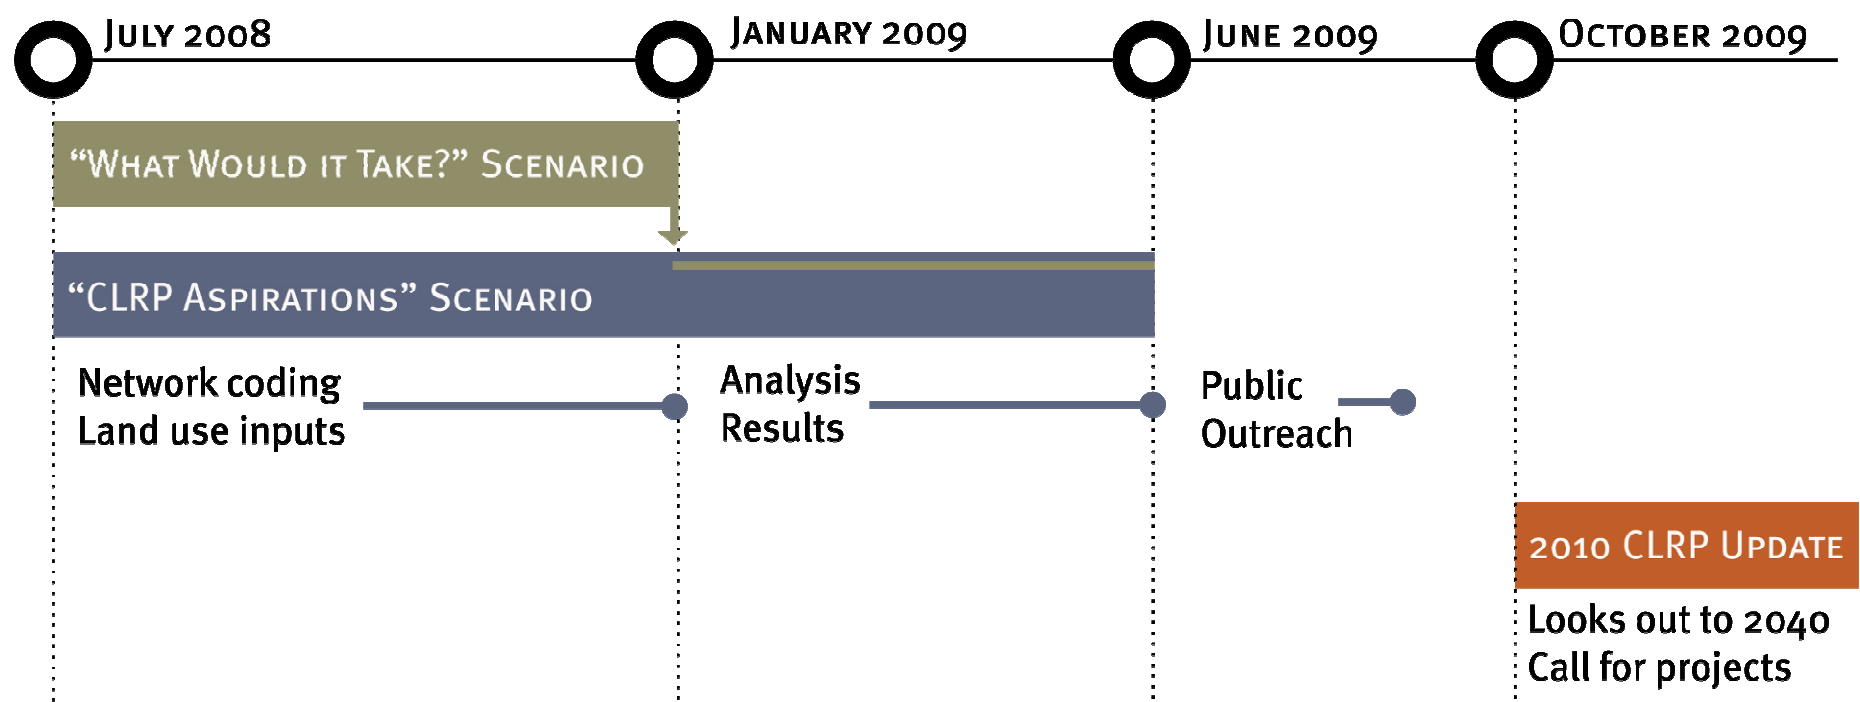 July 2008
January 2009
June 2009
October 2009
“What Would it Take?” Scenario
“CLRP Aspirations” Scenario
Network coding
Land use inputs
Analysis
Results
Public
Outreach
2010 CLRP Update
Looks out to 2040
Call for projects